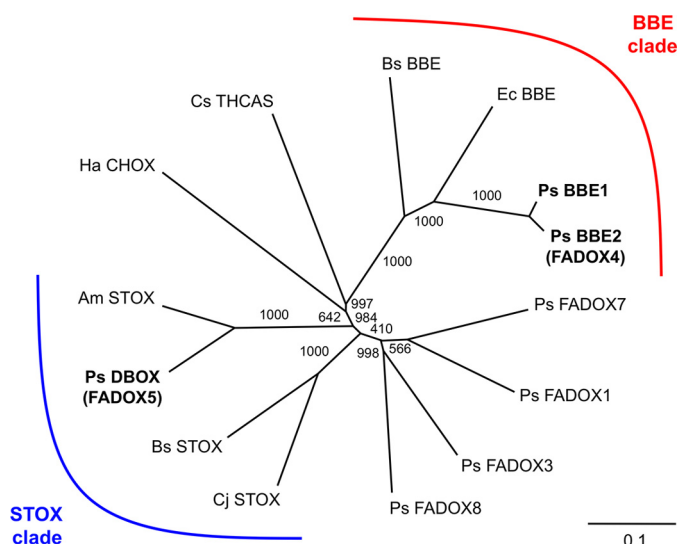 BBE
clade
Bs BBE
Ec BBE
Cs THCAS
Ha CHOX
1000
Ps BBE1
1000
Ps BBE2
(FADOX4)
1000
Am STOX
997
Ps FADOX7
1000
642
984
410
1000
998
566
Ps DBOX
(FADOX5)
Ps FADOX1
Bs STOX
Ps FADOX3
Cj STOX
Ps FADOX8
STOX
clade
0.1